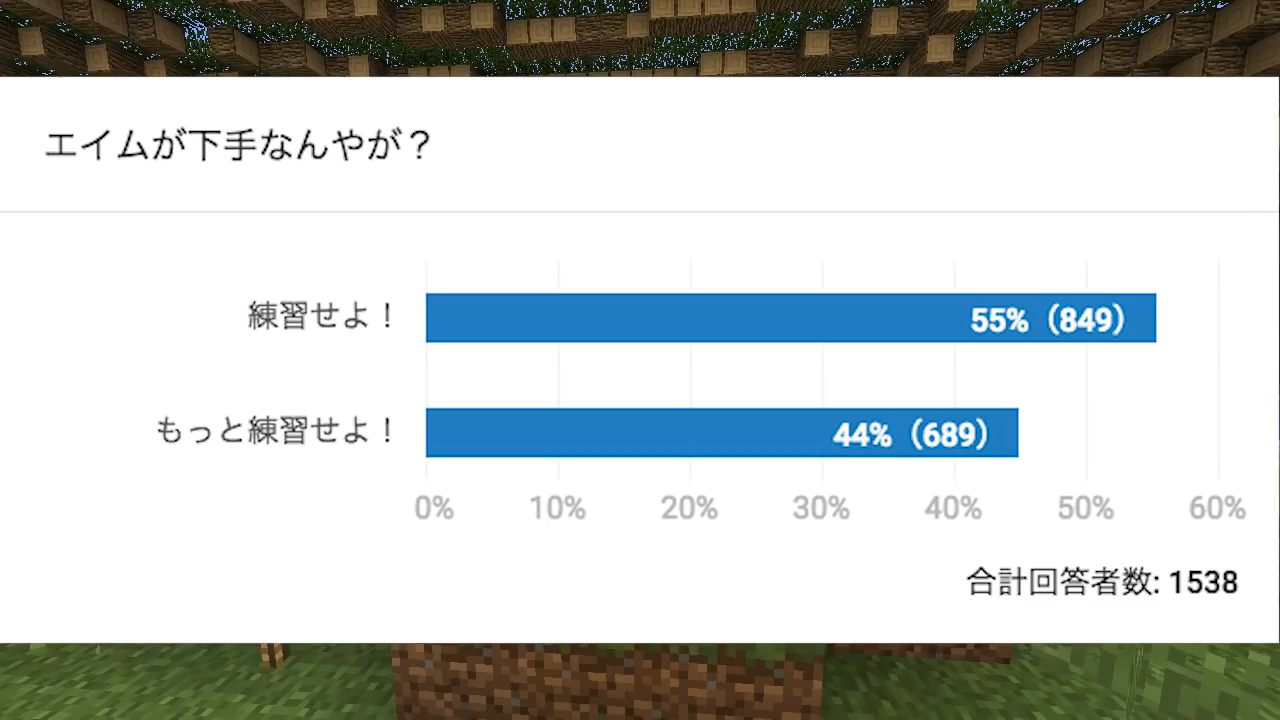 エイムが下手なんやが？
練習せよ！ 55%（849）
もっと練習せよ！ 44%（689）
0% 10% 20% 30% 40% 50% 60%
合計回答者数: 1538